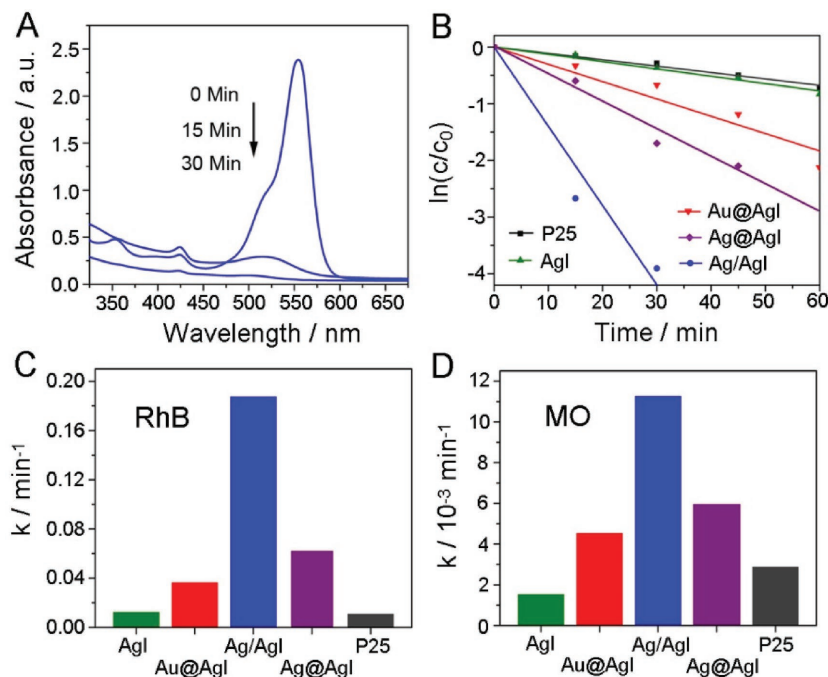 A
Absorbsance / a.u.
2.5
2.0
1.5
1.0
0.5
0.0
0 Min
15 Min
30 Min
350 400 450 500 550 600 650
Wavelength / nm
B
ln(c/c₀)
0
-1
-2
-3
-4
P25
AgI
Au@AgI
Ag@AgI
Ag/AgI
0 10 20 30 40 50 60
Time / min
C
k / min⁻¹
0.20
0.16
0.12
0.08
0.04
0.00
RhB
AgI Au@AgI Ag/AgI Ag@AgI P25
D
k / 10⁻³ min⁻¹
12
10
8
6
4
2
0
MO
AgI Au@AgI Ag/AgI Ag@AgI P25